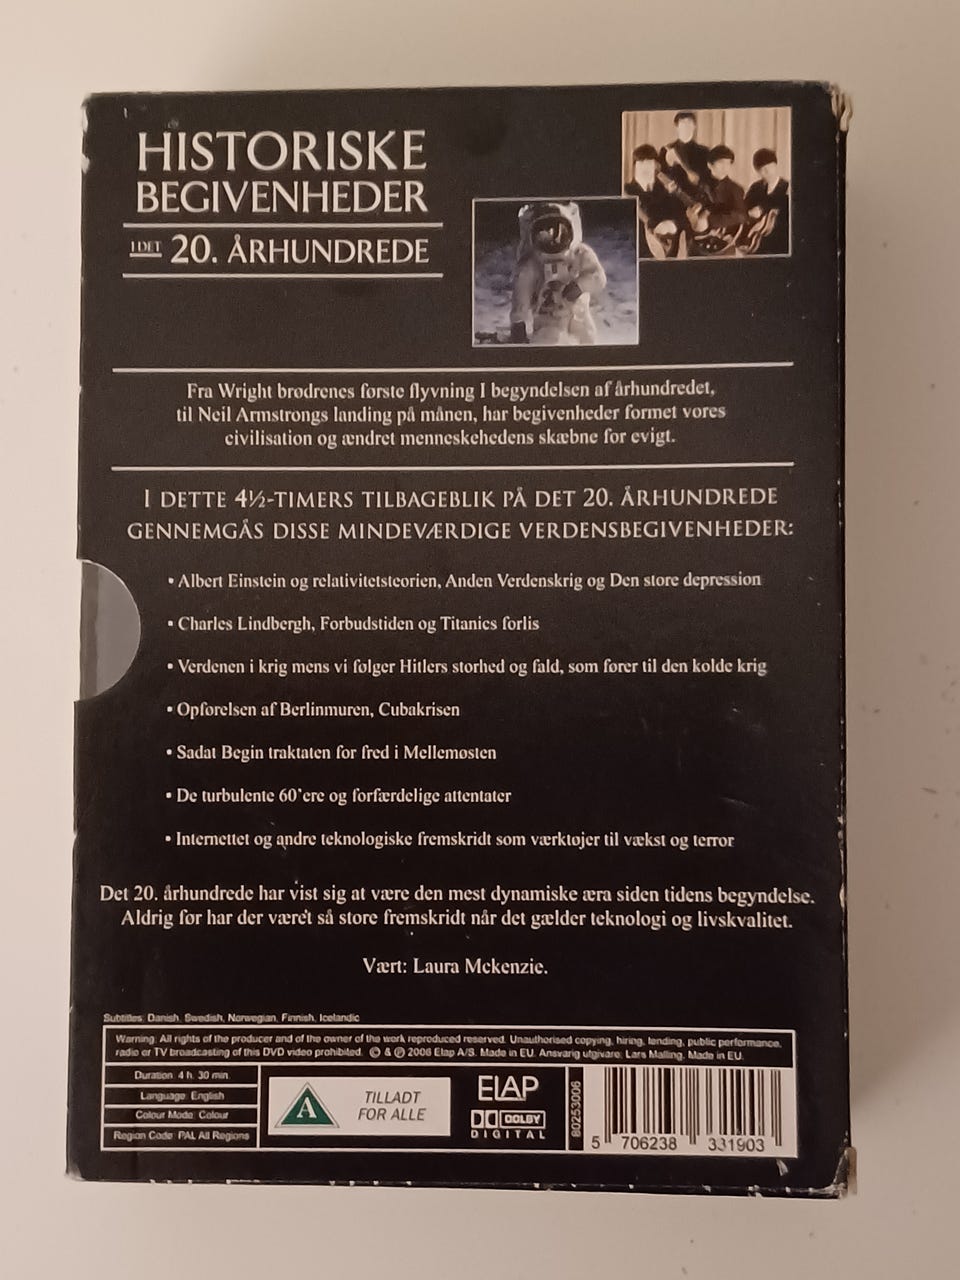 HISTORISKE
BEGIVENHEDER
I DET 20. ÅRHUNDREDE
Fra Wright brødrenes første flyvning I begyndelsen af århundredet,
til Neil Armstrongs landing på månen, har begivenheder formet vores
civilisation og ændret menneskehedens skæbne for evigt.
I DETTE 4½-TIMERS TILBAGEBLIK PÅ DET 20. ÅRHUNDREDE
GENNEMGÅS DISSE MINDEVÆRDIGE VERDENSBEGIVENHEDER:
• Albert Einstein og relativitetsteorien, Anden Verdenskrig og Den store depression
• Charles Lindbergh, Forbudstiden og Titanics forlis
• Verdenen i krig mens vi følger Hitlers storhed og fald, som fører til den kolde krig
• Opførelsen af Berlinmuren, Cubakrisen
• Sadat Begin traktaten for fred i Mellemøsten
• De turbulente 60'ere og forfærdelige attentater
• Internettet og andre teknologiske fremskridt som værktøjer til vækst og terror
Det 20. århundrede har vist sig at være den mest dynamiske æra siden tidens begyndelse.
Aldrig før har der været så store fremskridt når det gælder teknologi og livskvalitet.
Vært: Laura Mckenzie.
Subtitles: Danish, Swedish, Norwegian, Finnish, Icelandic
Warning: All rights of the producer and of the owner of the work reproduced reserved. Unauthorised copying, hiring, lending, public performance,
radio or TV broadcasting of this DVD video prohibited. © & ℗ 2006 Elap A/S. Made in EU. Ansvarig utgivare: Lars Malling. Made in EU.
Duration: 4 h. 30 min.
Language: English
Colour Mode: Colour
Region Code: PAL All Regions
A
TILLADT
FOR ALLE
ELAP
DOLBY
DIGITAL
80253006
5 706238 331903